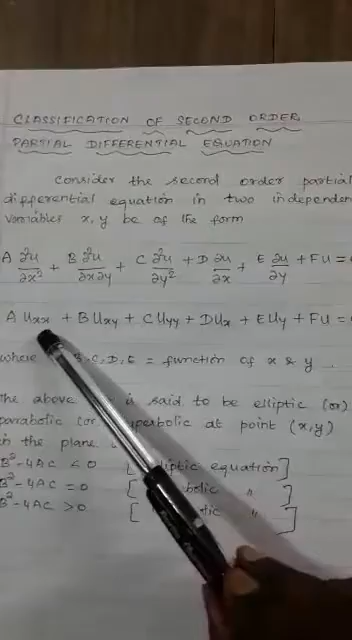 CLASSIFICATION OF SECOND ORDER
PARTIAL DIFFERENTIAL EQUATION
Consider the second order partial
differential equation in two independen
variables x, y be of the form
A ∂²u/∂x² + B ∂²u/∂x∂y + C ∂²u/∂y² + D ∂u/∂x + E ∂u/∂y + Fu =
A Uxx + B Uxy + C Uyy + D Ux + E Uy + Fu =
where B, C, D, E = function of x & y
The above is said to be elliptic (or)
parabolic (or) hyperbolic at point (x,y)
in the plane
B²-4AC < 0 [elliptic equation]
B²-4AC = 0 [ bolic " ]
B²-4AC > 0 [ " ]